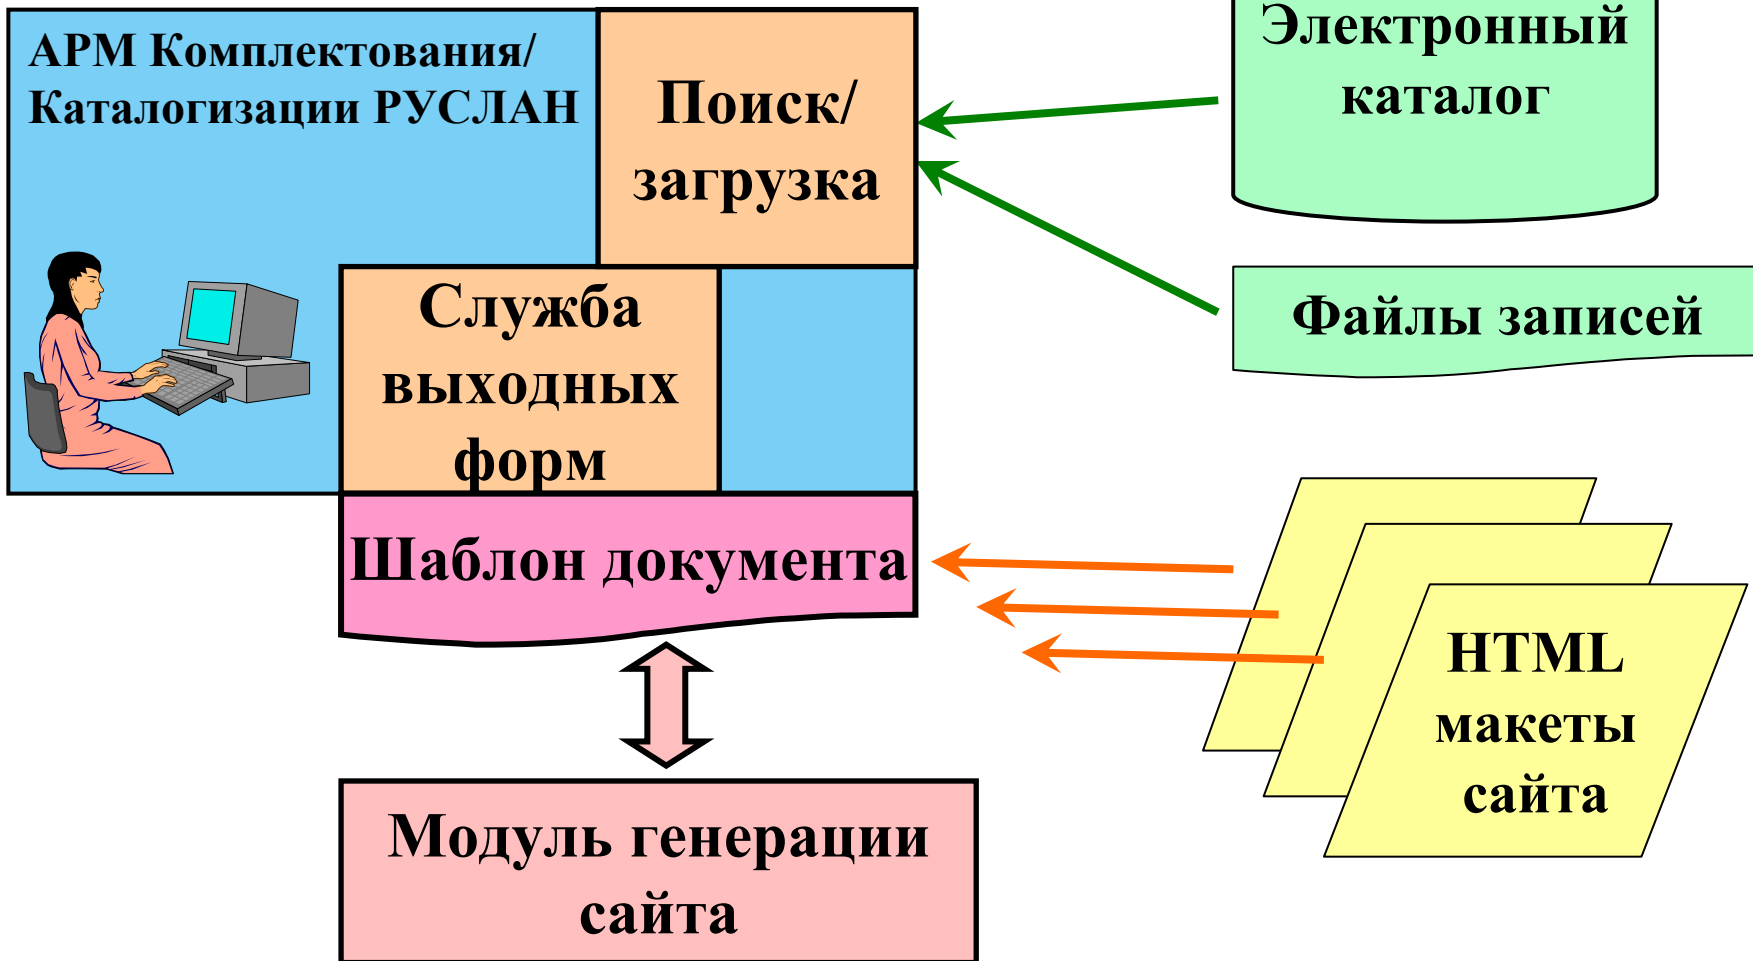 АРМ Комплектования/
Каталогизации РУСЛАН
Поиск/
загрузка
Электронный
каталог
Файлы записей
Служба
выходных
форм
Шаблон документа
HTML
макеты
сайта
Модуль генерации
сайта